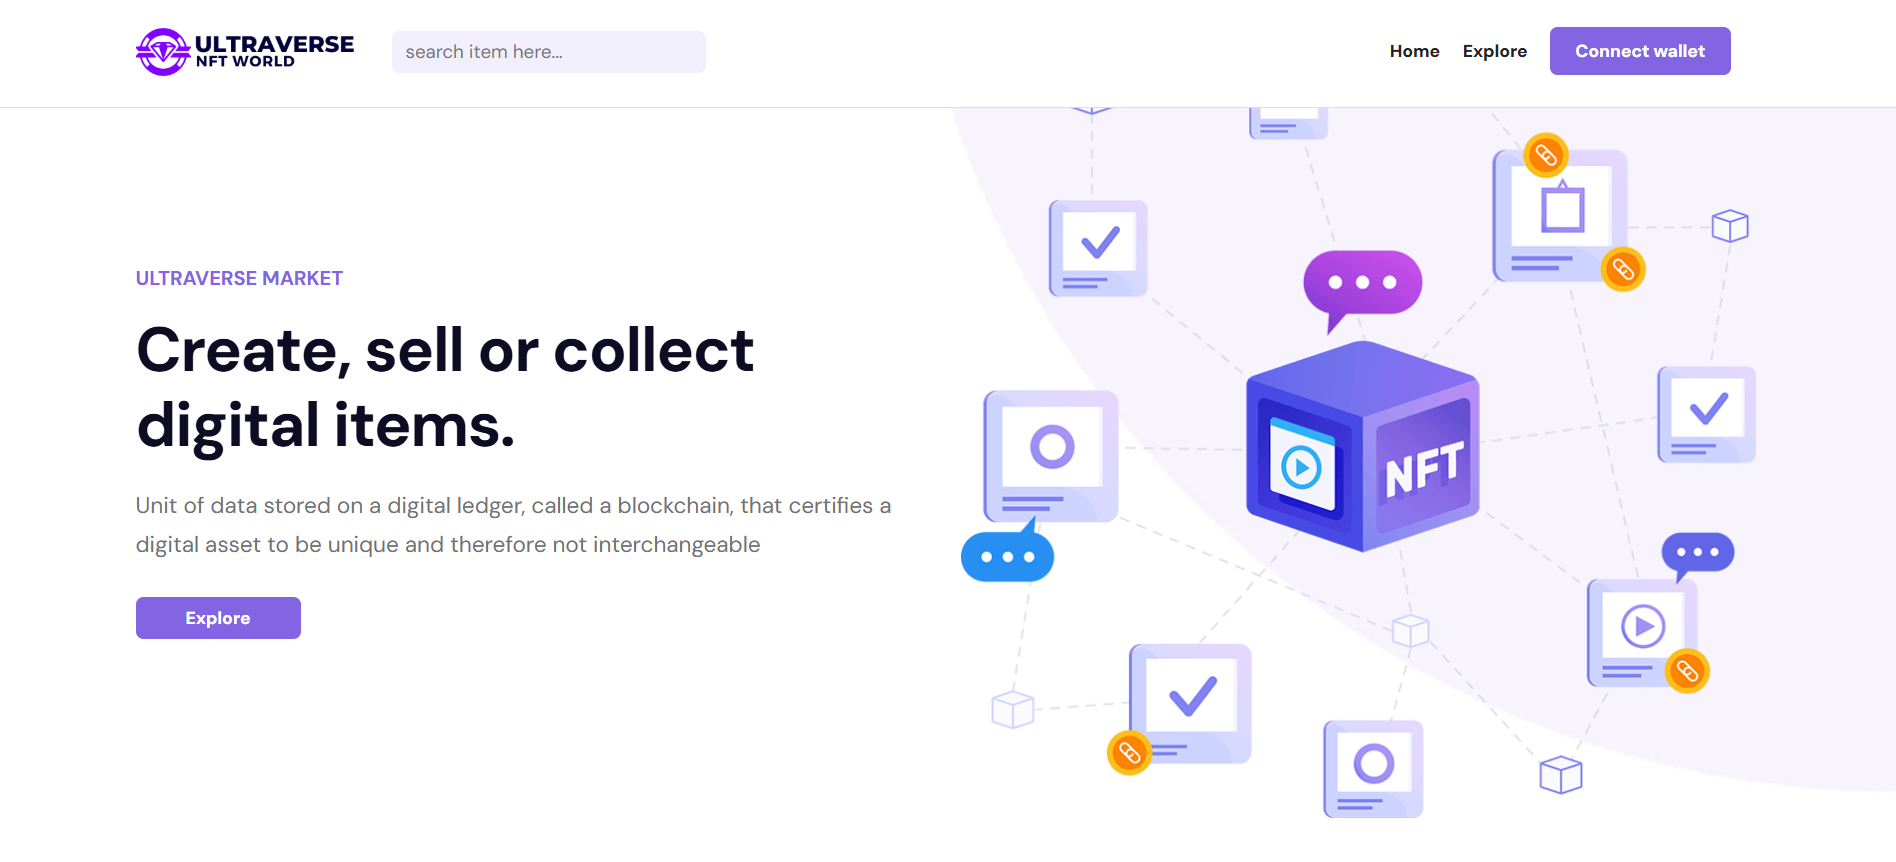 ULTRAVERSE
NFT WORLD
search item here...
Home
Explore
Connect wallet
ULTRAVERSE MARKET
Create, sell or collect
digital items.
Unit of data stored on a digital ledger, called a blockchain, that certifies a
digital asset to be unique and therefore not interchangeable
Explore
NFT